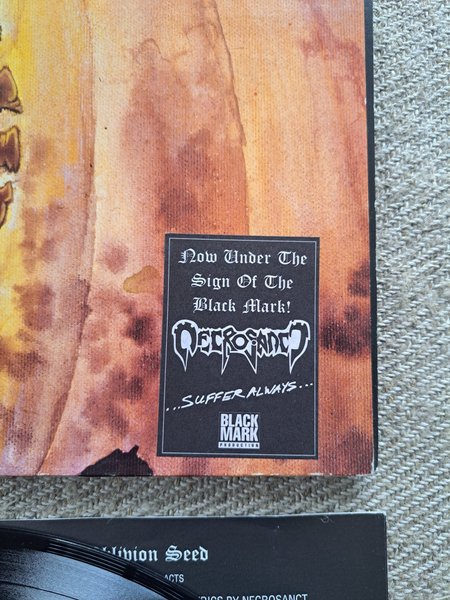 Now Under The
Sign Of The
Black Mark!
NECROSANCT
...SUFFER ALWAYS...
BLACK
MARK
PRODUCTION
Oblivion Seed
ACTS
LYRICS BY NECROSANCT